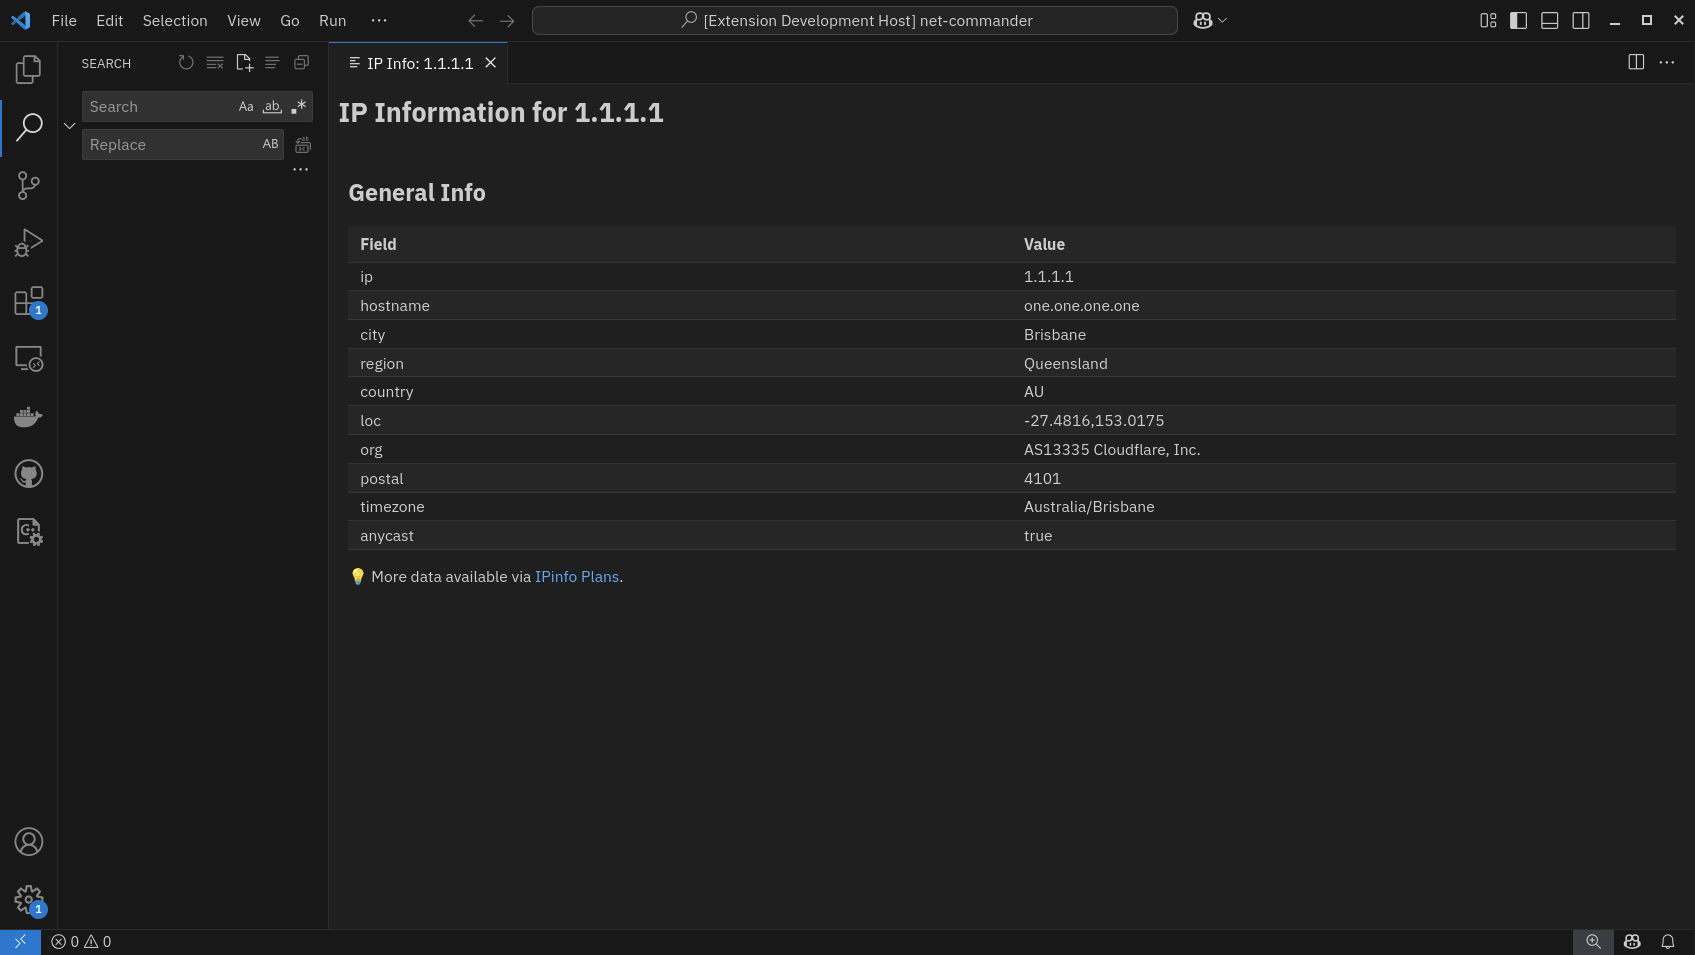 File Edit Selection View Go Run ···
[Extension Development Host] net-commander
SEARCH
Search Aa ab
Replace AB
IP Info: 1.1.1.1
IP Information for 1.1.1.1
General Info
Field Value
ip 1.1.1.1
hostname one.one.one.one
city Brisbane
region Queensland
country AU
loc -27.4816,153.0175
org AS13335 Cloudflare, Inc.
postal 4101
timezone Australia/Brisbane
anycast true
💡 More data available via IPinfo Plans.
1
1
0 0